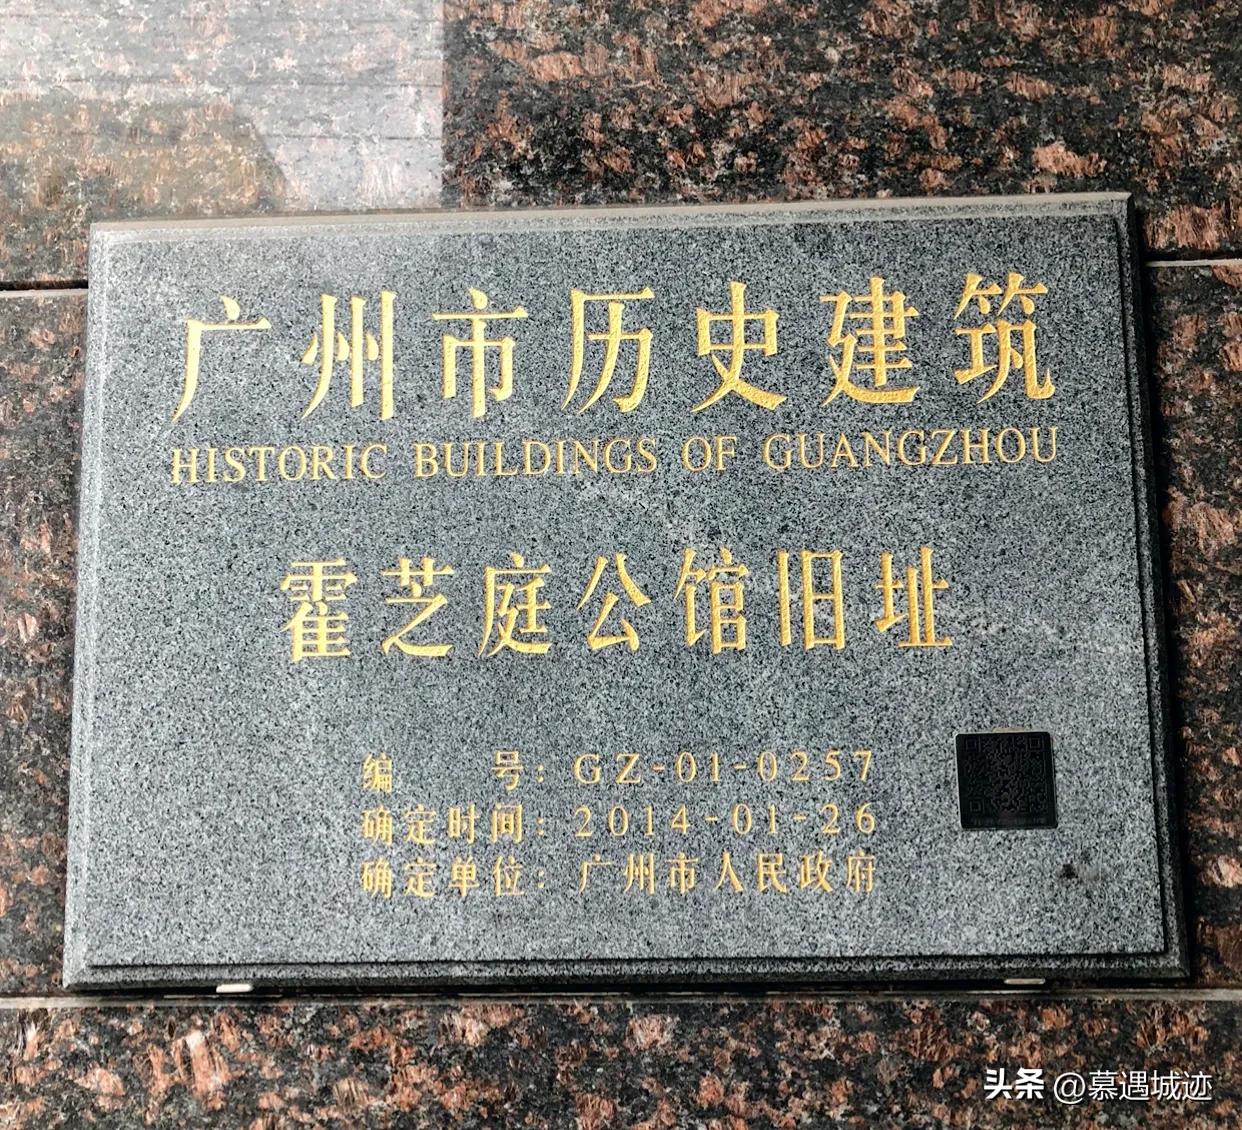 广州市历史建筑
HISTORIC BUILDINGS OF GUANGZHOU
霍芝庭公馆旧址
编 号：GZ-01-0257
确定时间：2014-01-26
确定单位：广州市人民政府
头条 @慕遇城迹